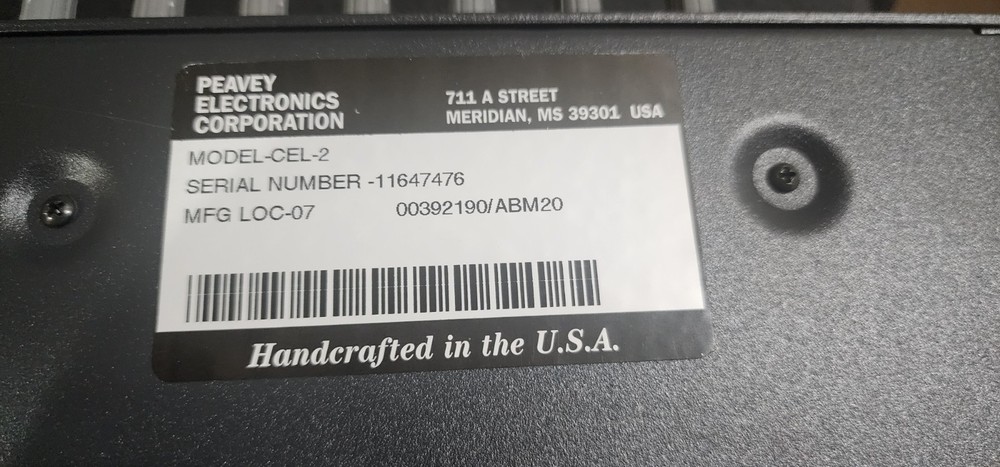 PEAVEY
ELECTRONICS
CORPORATION
711 A STREET
MERIDIAN, MS 39301 USA
MODEL-CEL-2
SERIAL NUMBER -11647476
MFG LOC-07 00392190/ABM20
Handcrafted in the U.S.A.